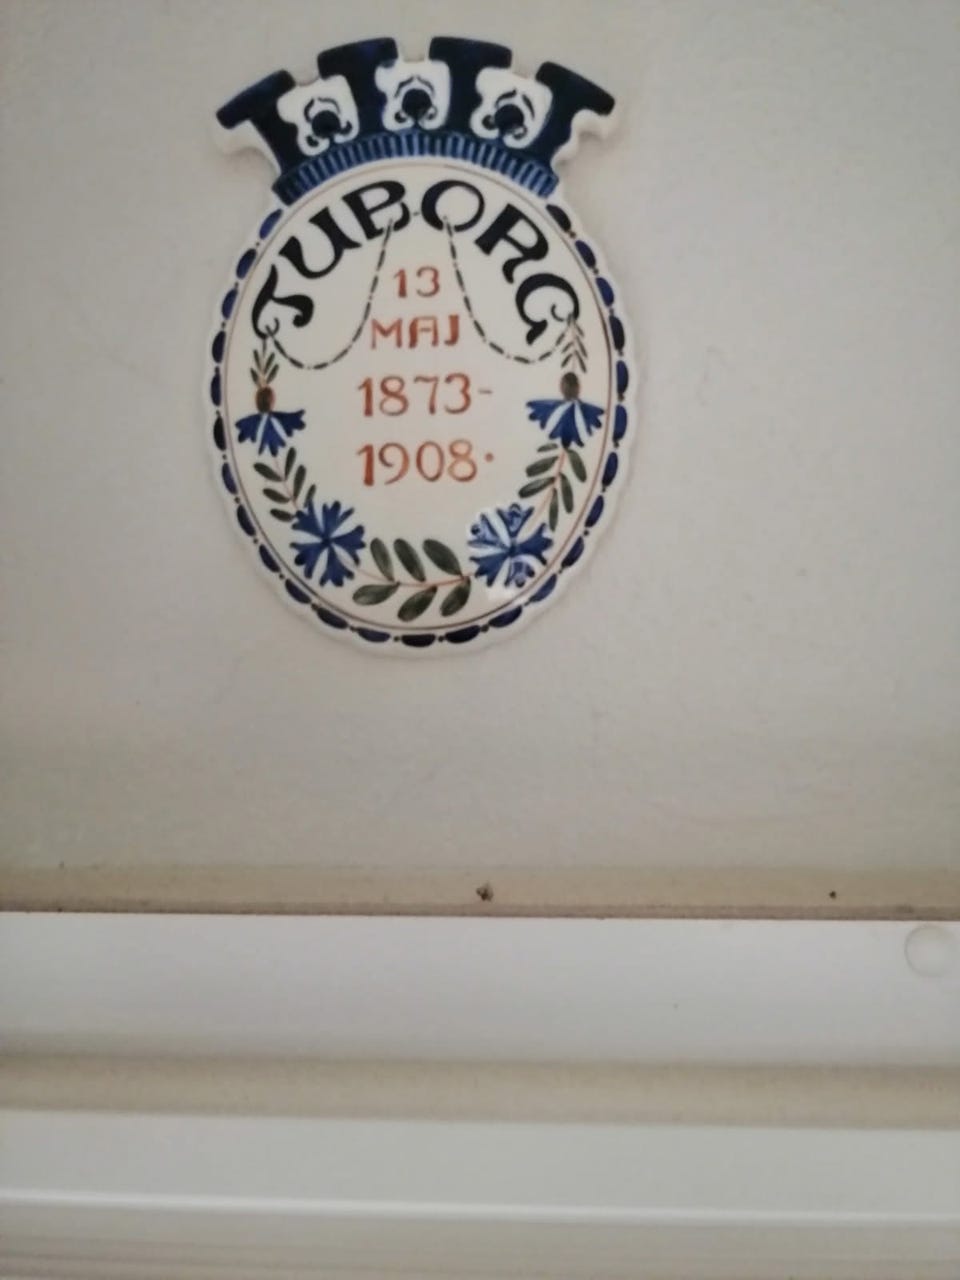 TUBORG
13
MAJ
1873-
1908·